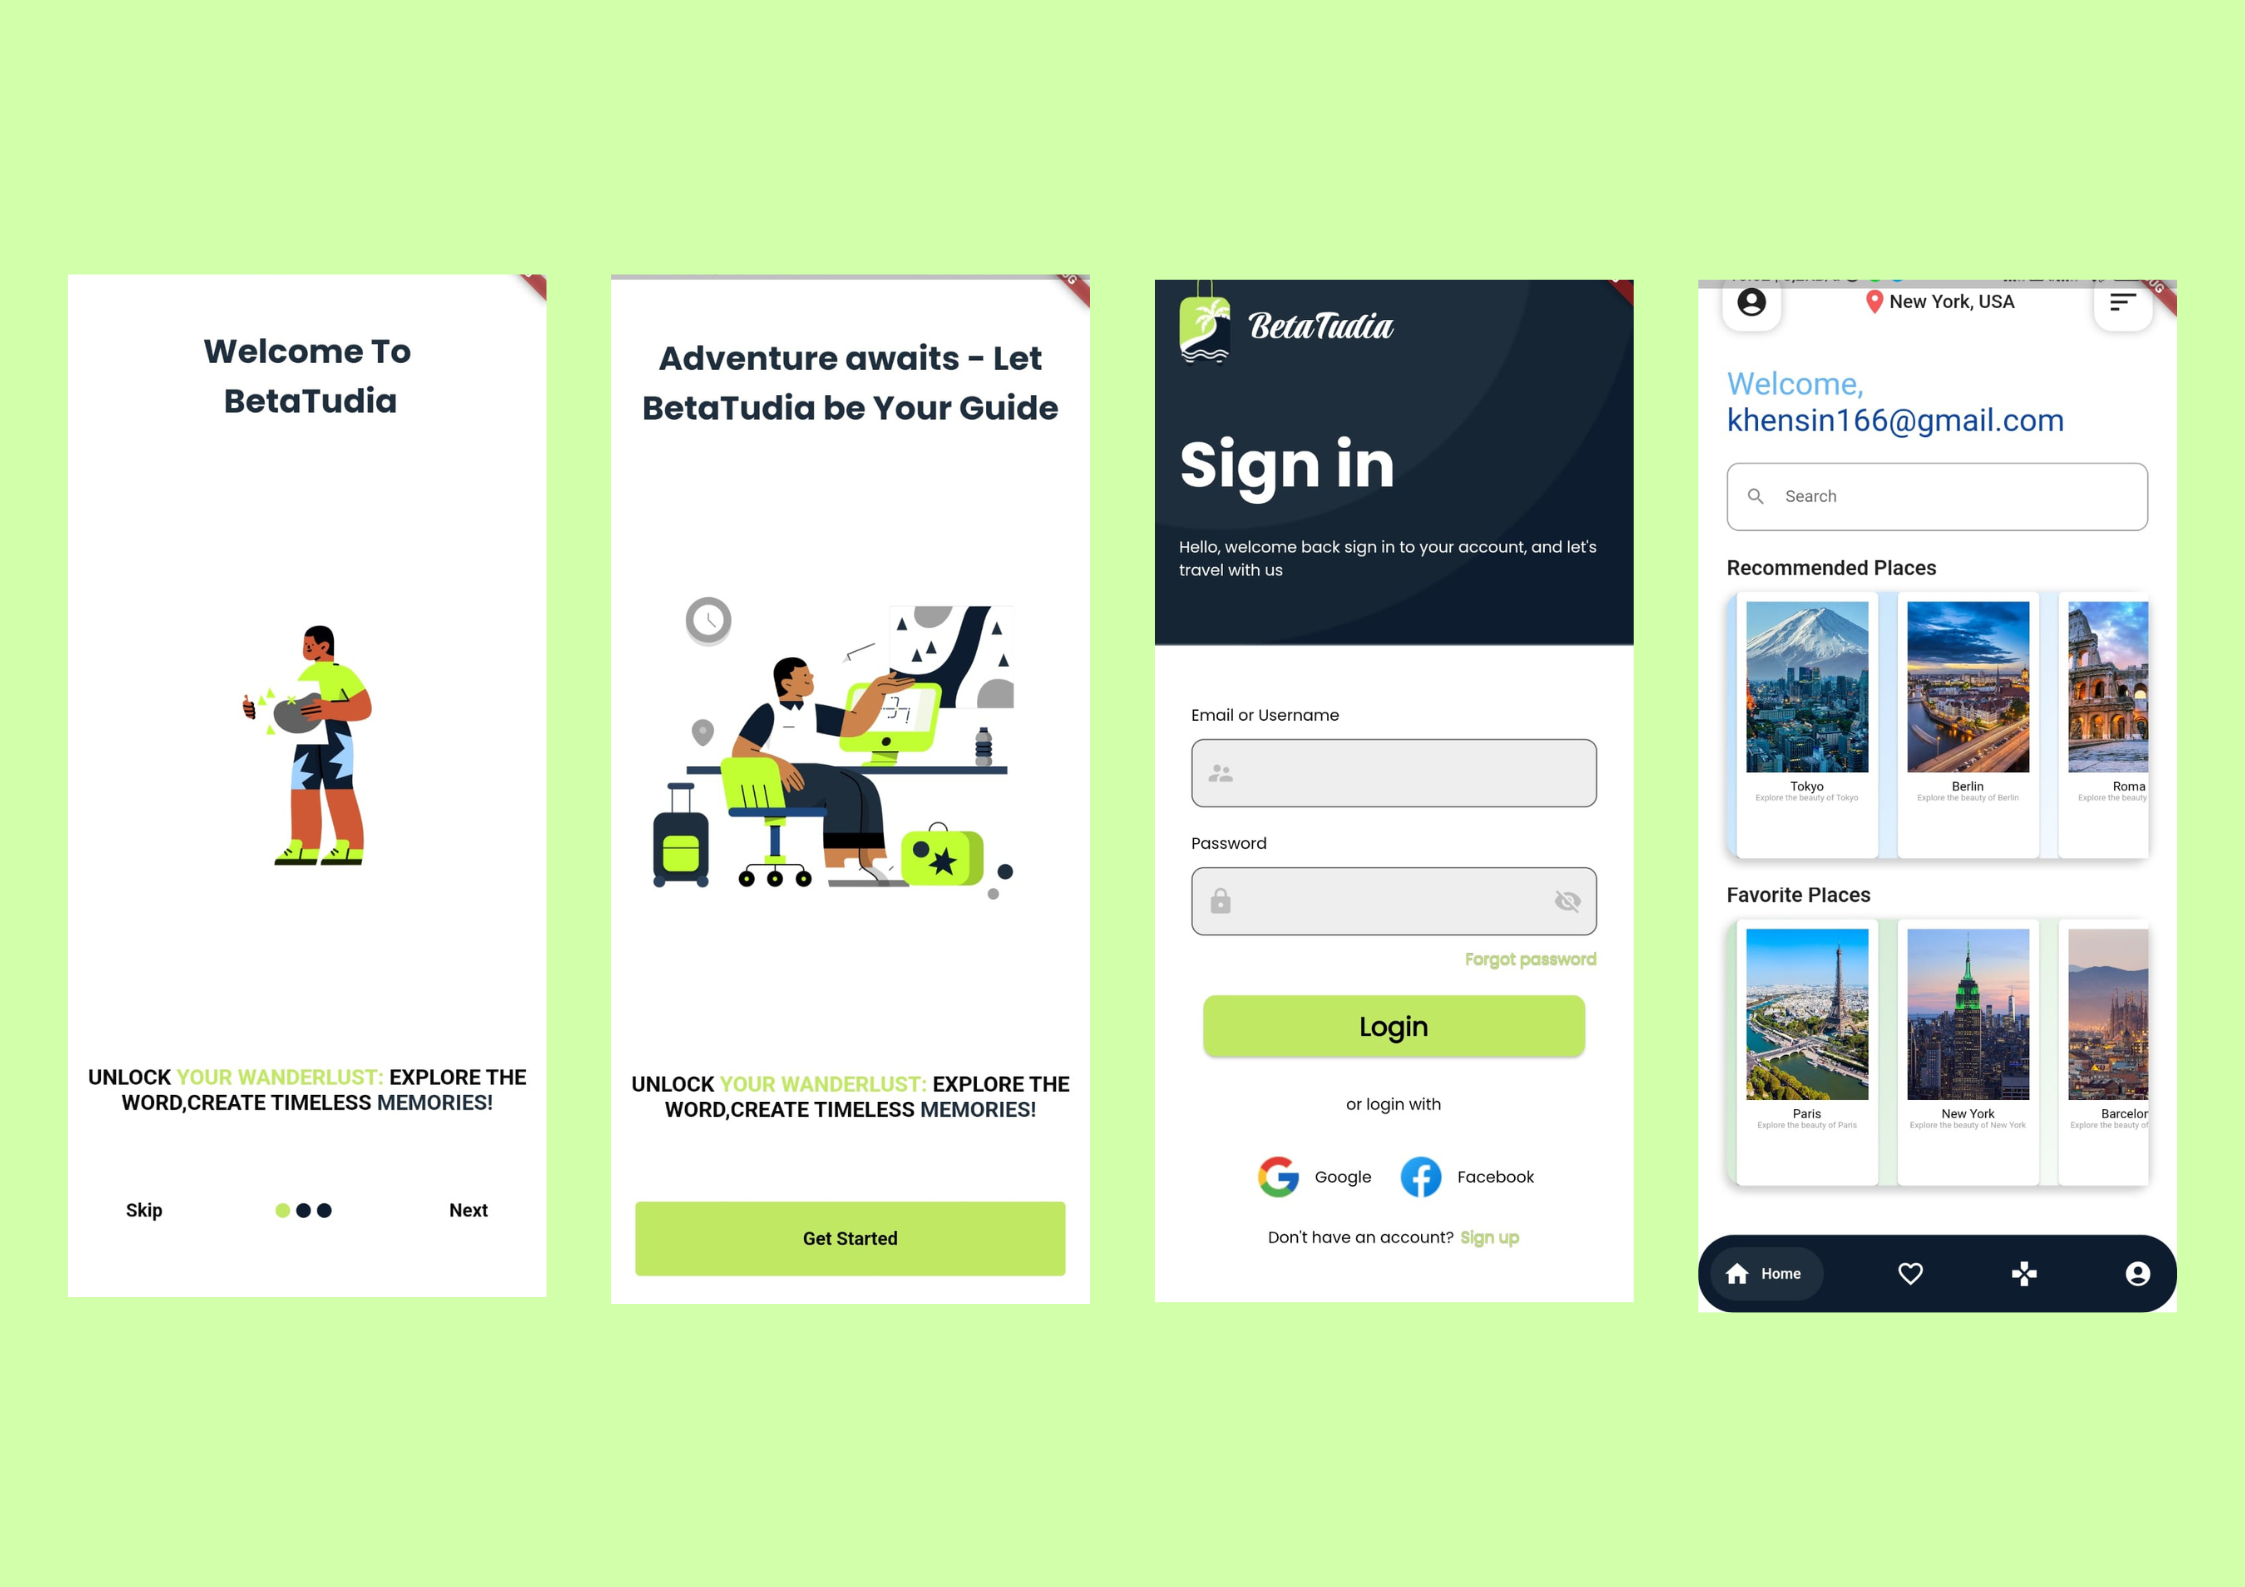 Welcome To
BetaTudia
UNLOCK YOUR WANDERLUST: EXPLORE THE
WORD,CREATE TIMELESS MEMORIES!
Skip
Next
Adventure awaits - Let
BetaTudia be Your Guide
31
UNLOCK YOUR WANDERLUST: EXPLORE THE
WORD,CREATE TIMELESS MEMORIES!
Get Started
BetaTudia
Sign in
Hello, welcome back sign in to your account, and let's
travel with us
Email or Username
Password
Forgot password
Login
or login with
Google
Facebook
Don't have an account? Sign up
New York, USA
Welcome,
khensin166@gmail.com
Search
Recommended Places
Tokyo
Explore the beauty of Tokyo
Berlin
Explore the beauty of Berlin
Roma
Explore the beauty
Favorite Places
Paris
Explore the beauty of Paris
New York
Explore the beauty of New York
Barcelor
Explore the beauty of
Home